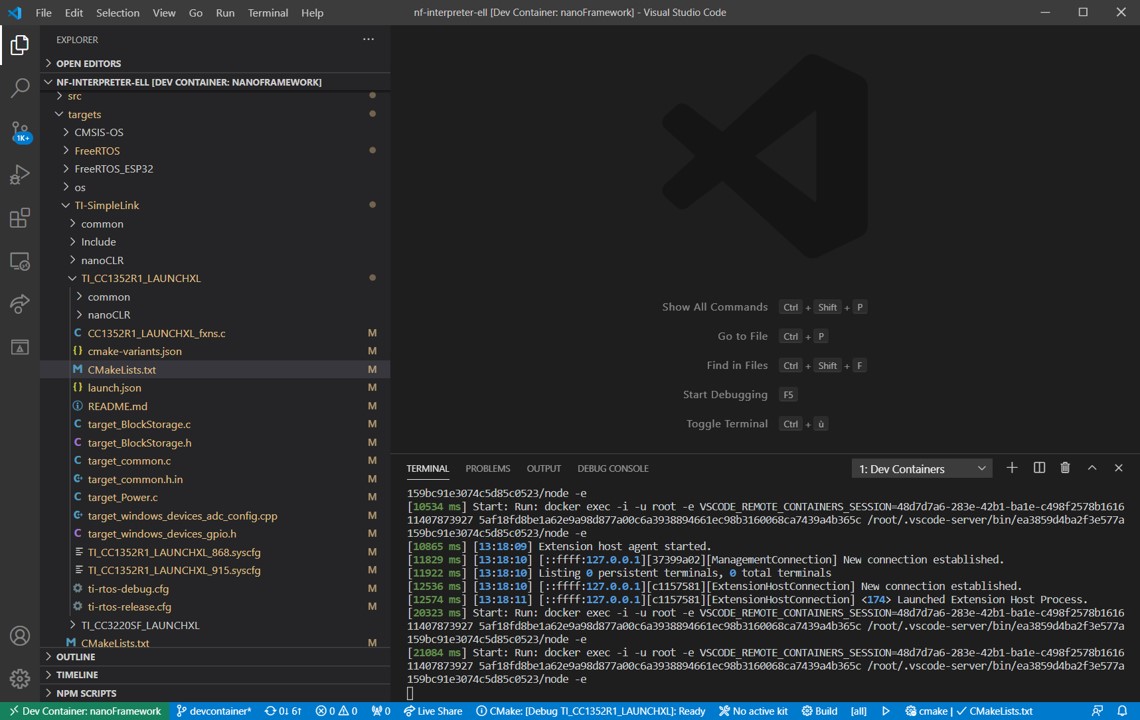 File Edit Selection View Go Run Terminal Help
nf-interpreter-ell [Dev Container: nanoFramework] - Visual Studio Code
EXPLORER
OPEN EDITORS
NF-INTERPRETER-ELL [DEV CONTAINER: NANOFRAMEWORK]
src
targets
CMSIS-OS
1K+
FreeRTOS
FreeRTOS_ESP32
os
TI-SimpleLink
common
Include
nanoCLR
TI_CC1352R1_LAUNCHXL
common
nanoCLR
C CC1352R1_LAUNCHXL_fxns.c M
{} cmake-variants.json M
M CMakeLists.txt M
{} launch.json M
README.md M
C target_BlockStorage.c M
C target_BlockStorage.h M
C target_common.c M
target_common.h.in M
C target_Power.c M
target_windows_devices_adc_config.cpp M
C target_windows_devices_gpio.h M
TI_CC1352R1_LAUNCHXL_868.syscfg M
TI_CC1352R1_LAUNCHXL_915.syscfg M
ti-rtos-debug.cfg M
ti-rtos-release.cfg M
TI_CC3220SF_LAUNCHXL
M CMakeLists.txt M
OUTLINE
TIMELINE
NPM SCRIPTS
Show All Commands Ctrl + Shift + P
Go to File Ctrl + P
Find in Files Ctrl + Shift + F
Start Debugging F5
Toggle Terminal Ctrl + ù
TERMINAL PROBLEMS OUTPUT DEBUG CONSOLE 1: Dev Containers
159bc91e3074c5d85c0523/node -e
[10534 ms] Start: Run: docker exec -i -u root -e VSCODE_REMOTE_CONTAINERS_SESSION=48d7d7a6-283e-42b1-ba1e-c498f2578b1616
11407873927 5af18fd8be1a62e9a98d877a00c6a3938894661ec98b3160068ca7439a4b365c /root/.vscode-server/bin/ea3859d4ba2f3e577a
159bc91e3074c5d85c0523/node -e
[10865 ms] [13:18:09] Extension host agent started.
[11829 ms] [13:18:10] [::ffff:127.0.0.1][37399a02][ManagementConnection] New connection established.
[11922 ms] [13:18:10] Listing 0 persistent terminals, 0 total terminals
[12536 ms] [13:18:10] [::ffff:127.0.0.1][c1157581][ExtensionHostConnection] New connection established.
[12574 ms] [13:18:11] [::ffff:127.0.0.1][c1157581][ExtensionHostConnection] <174> Launched Extension Host Process.
[20323 ms] Start: Run: docker exec -i -u root -e VSCODE_REMOTE_CONTAINERS_SESSION=48d7d7a6-283e-42b1-ba1e-c498f2578b1616
11407873927 5af18fd8be1a62e9a98d877a00c6a3938894661ec98b3160068ca7439a4b365c /root/.vscode-server/bin/ea3859d4ba2f3e577a
159bc91e3074c5d85c0523/node -e
[21084 ms] Start: Run: docker exec -i -u root -e VSCODE_REMOTE_CONTAINERS_SESSION=48d7d7a6-283e-42b1-ba1e-c498f2578b1616
11407873927 5af18fd8be1a62e9a98d877a00c6a3938894661ec98b3160068ca7439a4b365c /root/.vscode-server/bin/ea3859d4ba2f3e577a
159bc91e3074c5d85c0523/node -e
Dev Container: nanoFramework devcontainer* 0↓ 6↑ 0 0 0 Live Share CMake: [Debug TI_CC1352R1_LAUNCHXL]: Ready No active kit Build [all] cmake | ✓ CMakeLists.txt